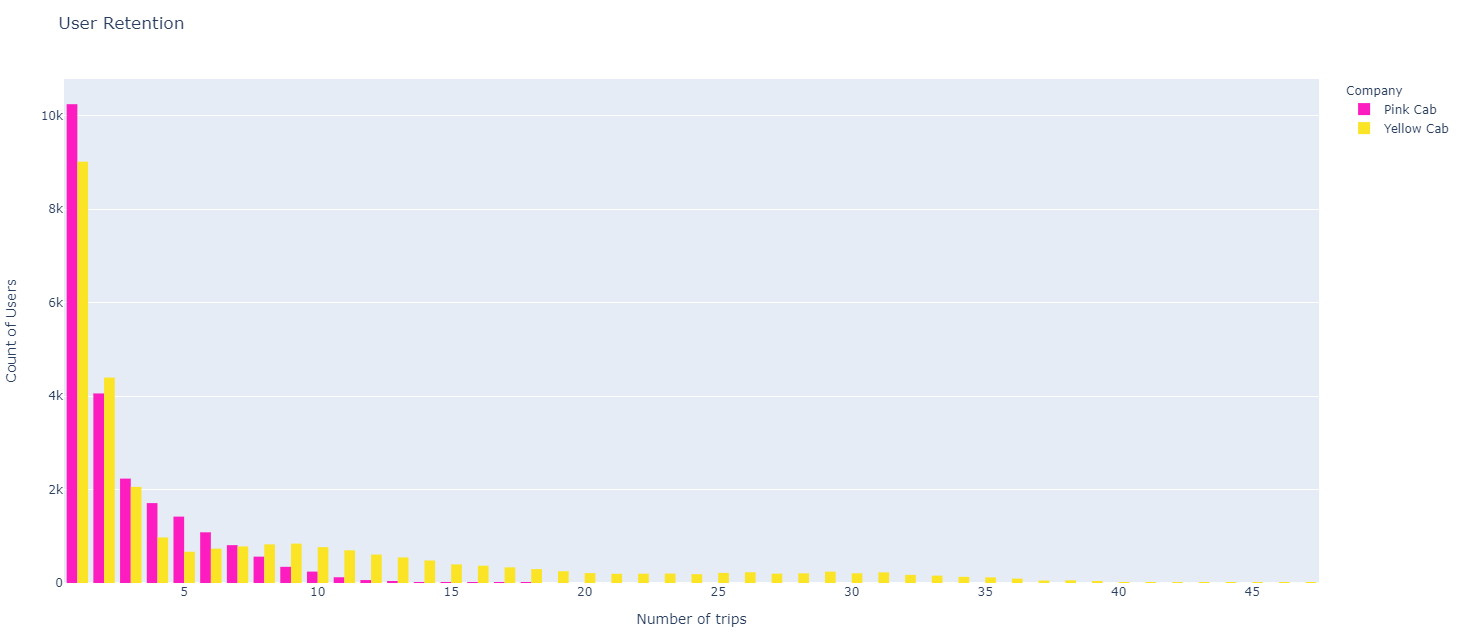 User Retention
Company
Pink Cab
Yellow Cab
Count of Users
10k
8k
6k
4k
2k
0
5
10
15
20
25
30
35
40
45
Number of trips